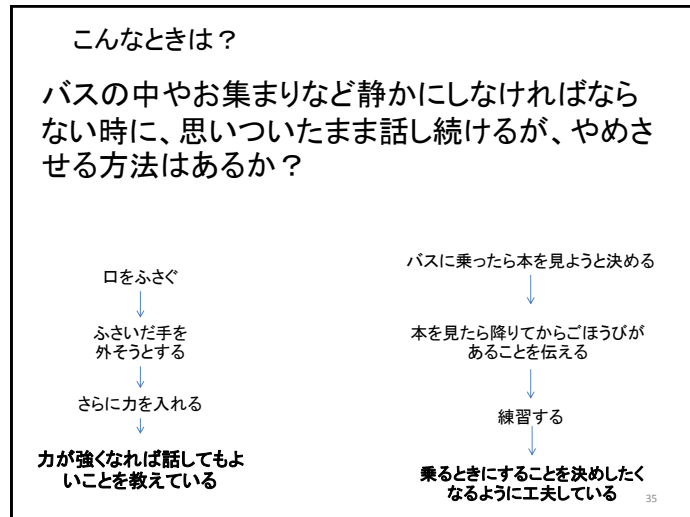 こんなときは？
バスの中やお集まりなど静かにしなければなら
ない時に、思いついたまま話し続けるが、やめさ
せる方法はあるか？
口をふさぐ
ふさいだ手を
外そうとする
さらに力を入れる
力が強くなれば話してもよ
いことを教えている
バスに乗ったら本を見ようと決める
本を見たら降りてからごほうびが
あることを伝える
練習する
乗るときにすることを決めしたく
なるように工夫している
35